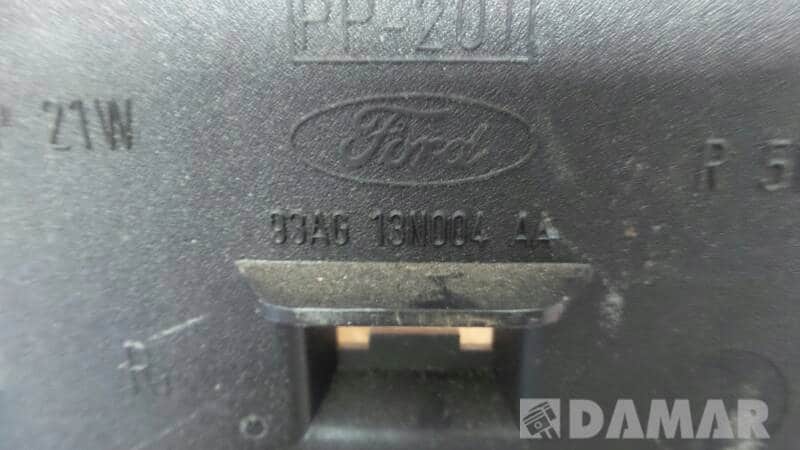 PP-20
21W
Ford
P 5
93AG 13N004 AA
R
DAMAR